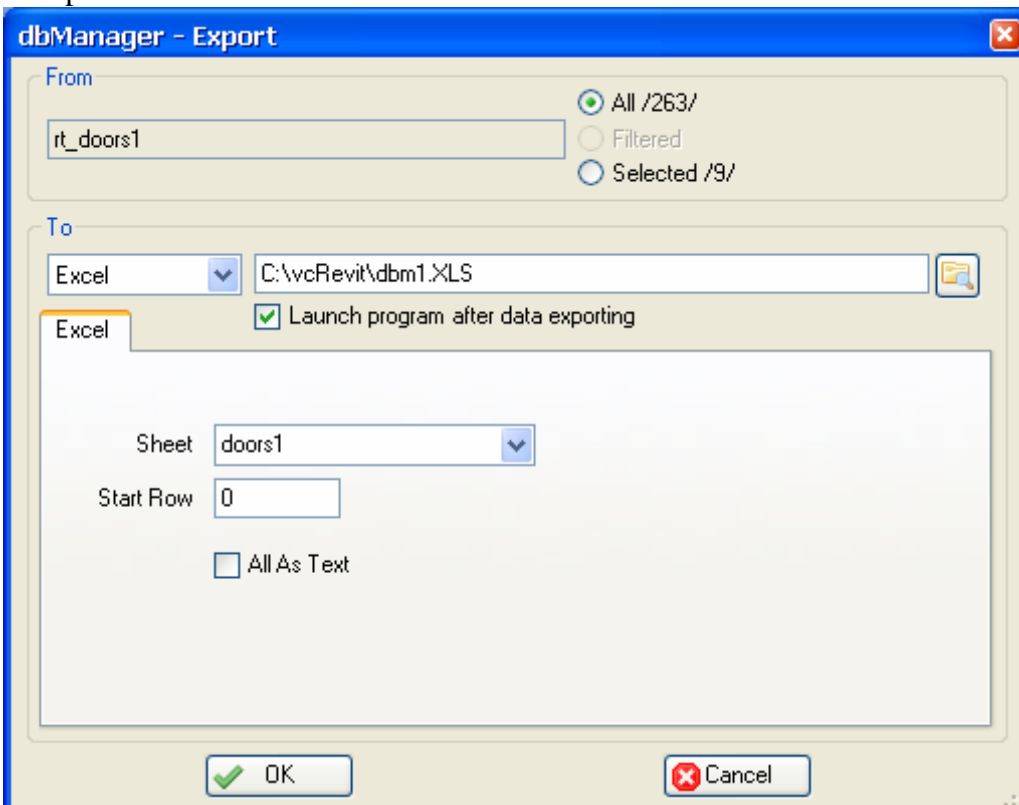 dbManager - Export
From
rt_doors1
All /263/
Filtered
Selected /9/
To
Excel
C:\vcRevit\dbm1.XLS
Launch program after data exporting
Excel
Sheet
doors1
Start Row
0
All As Text
OK
Cancel